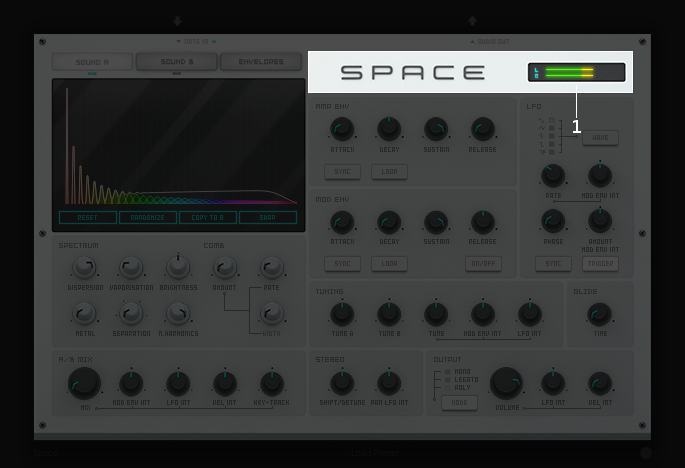 SOUND OUT
SOUND A SOUND B ENVELOPES
SPACE
L
R
1
AMP ENV
ATTACK DECAY SUSTAIN RELEASE
SYNC LOOP
LFO
WAVE
RATE MOD ENV INT
PHASE AMOUNT
MOD ENV INT
SYNC TRIGGER
RESET RANDOMIZE COPY TO B SWAP
MOD ENV
ATTACK DECAY SUSTAIN RELEASE
SYNC LOOP ON/OFF
SPECTRUM COMB
DISPERSION VAPORISATION BRIGHTNESS AMOUNT RATE
METAL SEPARATION N.HARMONICS WIDTH
TUNING
TUNE A TUNE B TUNE MOD ENV INT LFO INT
GLIDE
TIME
A/B MIX
MIX MOD ENV INT LFO INT VEL INT KEY-TRACK
STEREO
SHIFT/DETUNE PAN LFO INT
OUTPUT
MONO
LEGATO
POLY
MODE
VOLUME LFO INT VEL INT